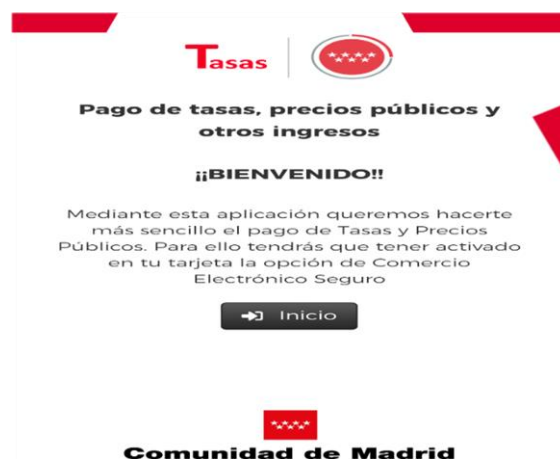 Tasas
Pago de tasas, precios públicos y
otros ingresos
¡¡BIENVENIDO!!
Mediante esta aplicación queremos hacerte
más sencillo el pago de Tasas y Precios
Públicos. Para ello tendrás que tener activado
en tu tarjeta la opción de Comercio
Electrónico Seguro
Inicio
Comunidad de Madrid